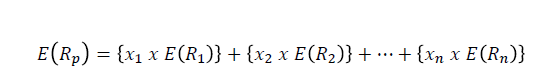 E(Rₚ) = {x₁ x E(R₁)} + {x₂ x E(R₂)} + ⋯ + {xₙ x E(Rₙ)}